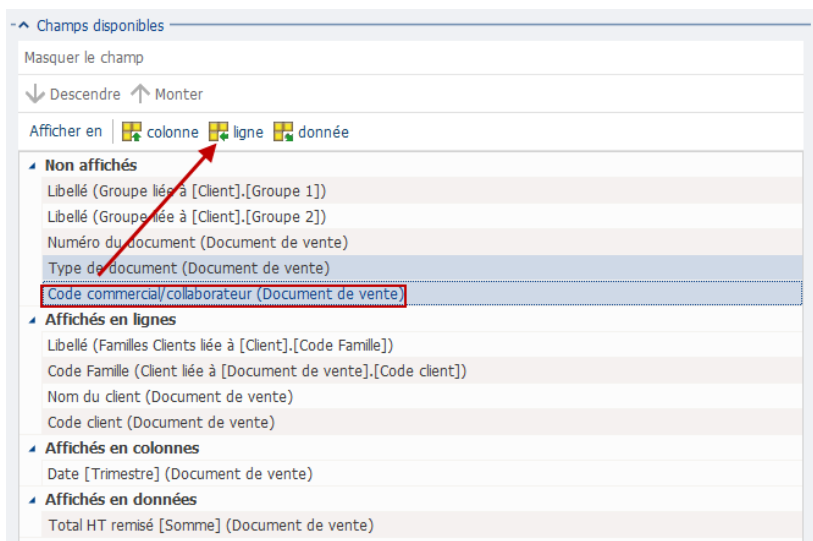 Champs disponibles
Masquer le champ
Descendre Monter
Afficher en colonne ligne donnée
Non affichés
Libellé (Groupe liée à [Client].[Groupe 1])
Libellé (Groupe liée à [Client].[Groupe 2])
Numéro du document (Document de vente)
Type de document (Document de vente)
Code commercial/collaborateur (Document de vente)
Affichés en lignes
Libellé (Familles Clients liée à [Client].[Code Famille])
Code Famille (Client liée à [Document de vente].[Code client])
Nom du client (Document de vente)
Code client (Document de vente)
Affichés en colonnes
Date [Trimestre] (Document de vente)
Affichés en données
Total HT remisé [Somme] (Document de vente)